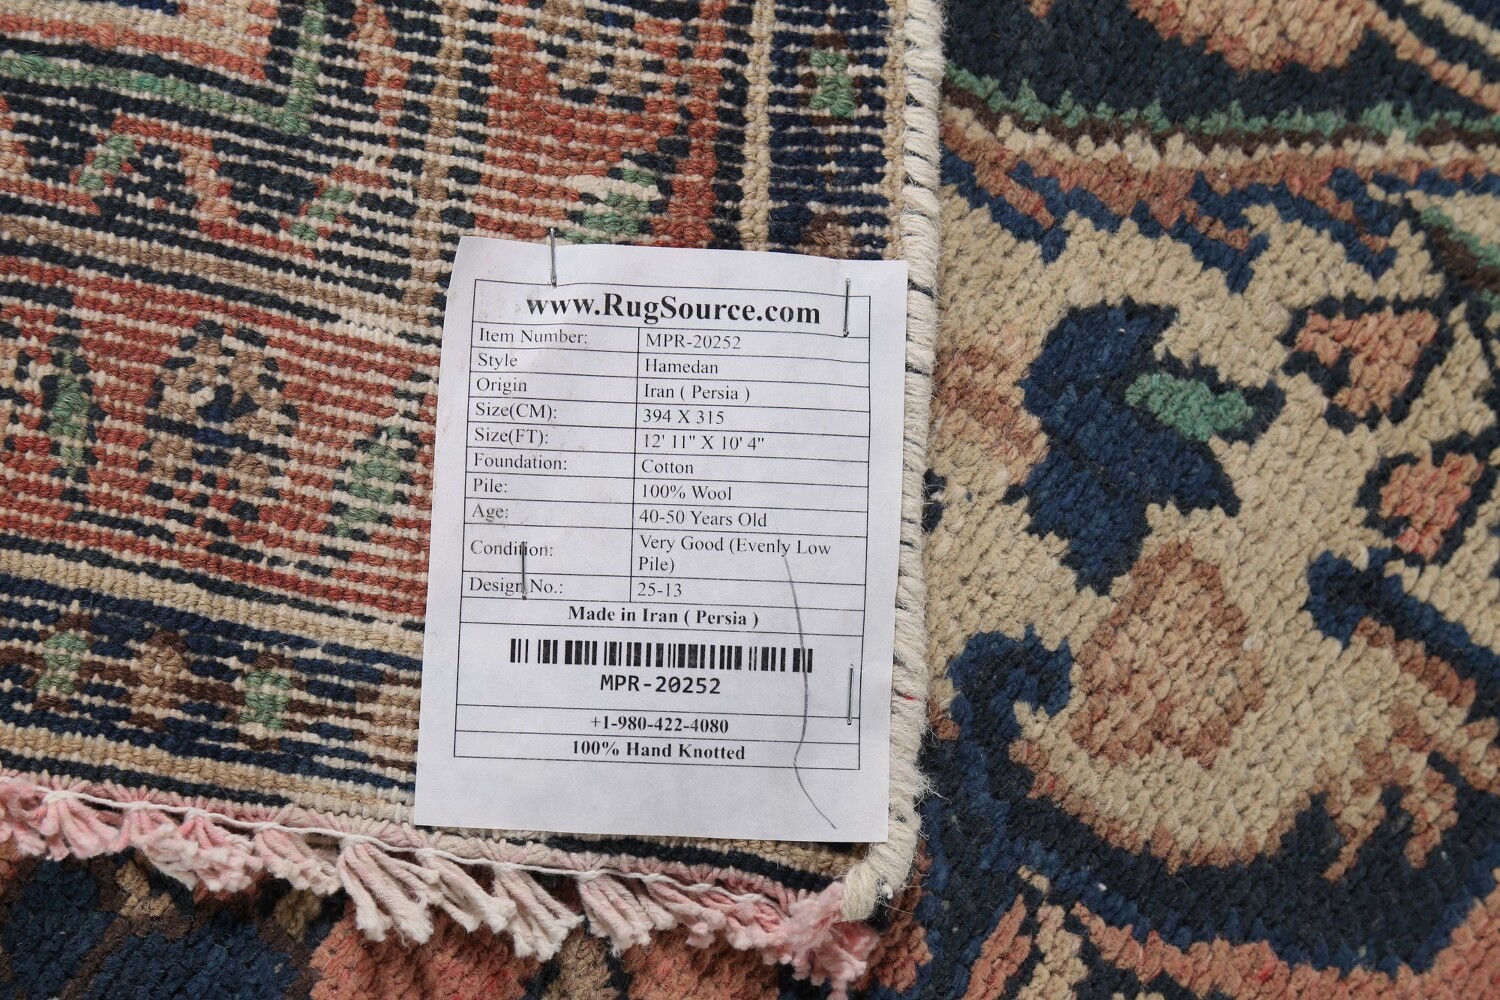 www.RugSource.com
Item Number: MPR-20252
Style Hamedan
Origin Iran ( Persia )
Size(CM): 394 X 315
Size(FT): 12' 11" X 10' 4"
Foundation: Cotton
Pile: 100% Wool
Age: 40-50 Years Old
Condition: Very Good (Evenly Low
Pile)
Design No.: 25-13
Made in Iran ( Persia )
MPR-20252
+1-980-422-4080
100% Hand Knotted